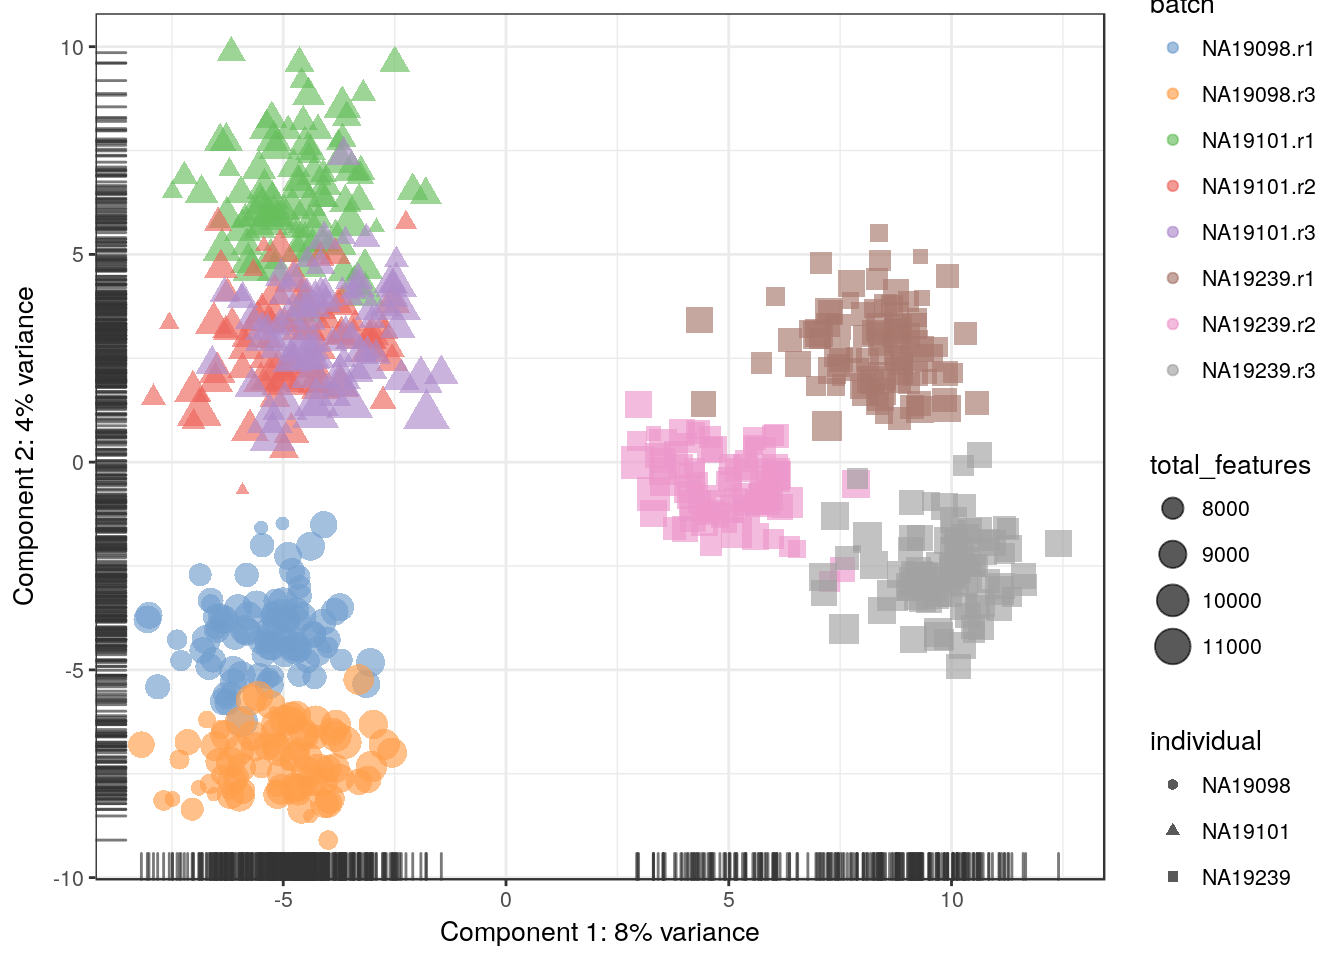 batch
NA19098.r1
NA19098.r3
NA19101.r1
NA19101.r2
NA19101.r3
NA19239.r1
NA19239.r2
NA19239.r3
total_features
8000
9000
10000
11000
individual
NA19098
NA19101
NA19239
10
5
0
-5
-10
Component 2: 4% variance
-5
0
5
10
Component 1: 8% variance